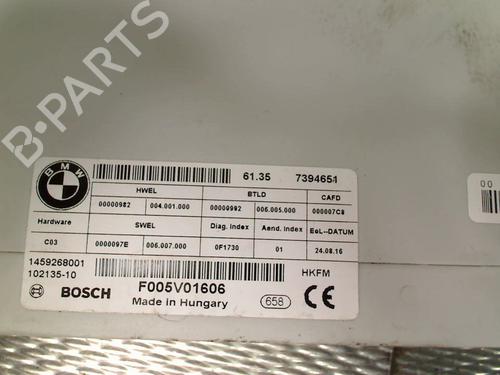 B-PARTS
BMW
61.35 7394651
HWEL BTLD CAFD
00000982 004.001.000 00000992 006.005.000 000007C8
Hardware SWEL Diag. Index Aend. Index EoL-DATUM
C03 0000097E 006.007.000 0F1730 01 24.08.16
1459268001
102135-10
HKFM
BOSCH F005V01606
Made in Hungary 658 CE
00